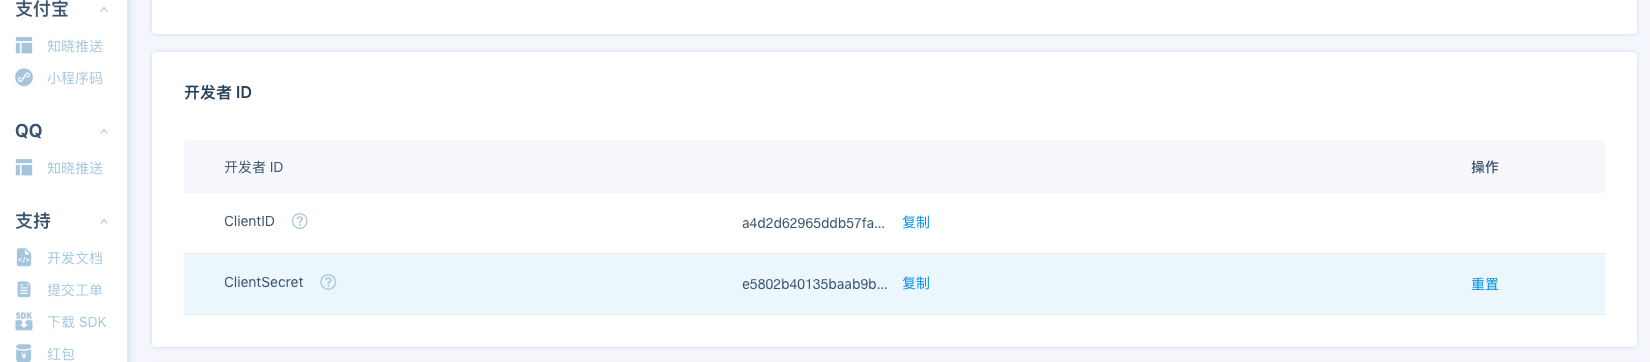 支付宝
知晓推送
小程序码
QQ
知晓推送
支持
开发文档
提交工单
SDK
下载 SDK
红包
开发者 ID
开发者 ID 操作
ClientID ? a4d2d62965ddb57fa... 复制
ClientSecret ? e5802b40135baab9b... 复制 重置